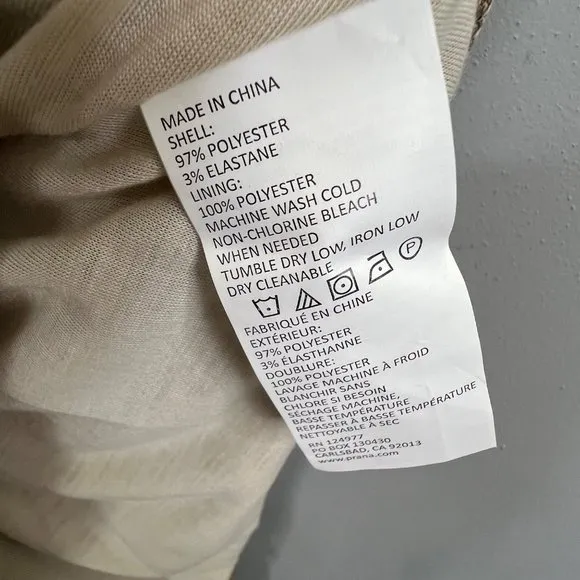 MADE IN CHINA
SHELL:
97% POLYESTER
3% ELASTANE
LINING:
100% POLYESTER
MACHINE WASH COLD
NON-CHLORINE BLEACH
WHEN NEEDED
TUMBLE DRY LOW, IRON LOW
DRY CLEANABLE
P
FABRIQUÉ EN CHINE
EXTÉRIEUR:
97% POLYESTER
3% ÉLASTHANNE
DOUBLURE:
100% POLYESTER
LAVAGE MACHINE À FROID
BLANCHIR SANS
CHLORE SI BESOIN
SÉCHAGE MACHINE,
BASE TEMPÉRATURE
REPASSER À BASSE TEMPÉRATURE
NETTOYABLE À SEC
RN 124977
PO BOX 130430
CARLSBAD, CA 92013
www.prana.com